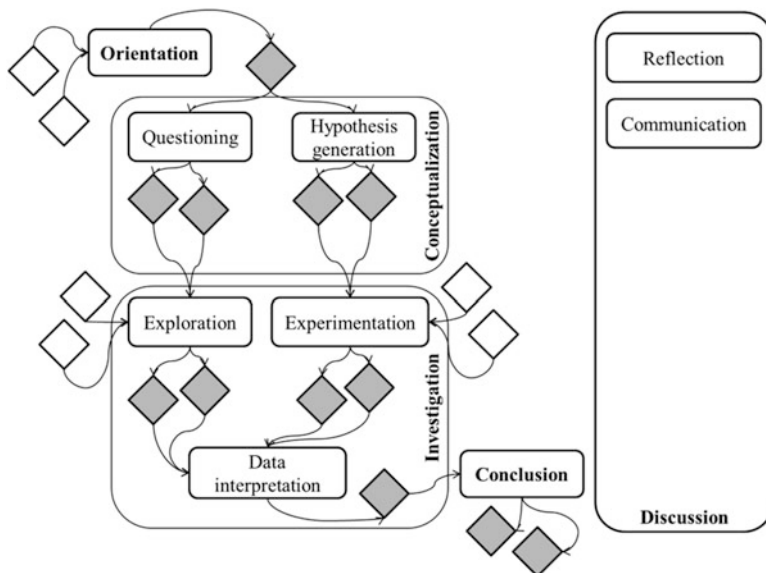 Orientation
Questioning
Hypothesis
generation
Conceptualization
Exploration
Experimentation
Data
interpretation
Investigation
Conclusion
Reflection
Communication
Discussion